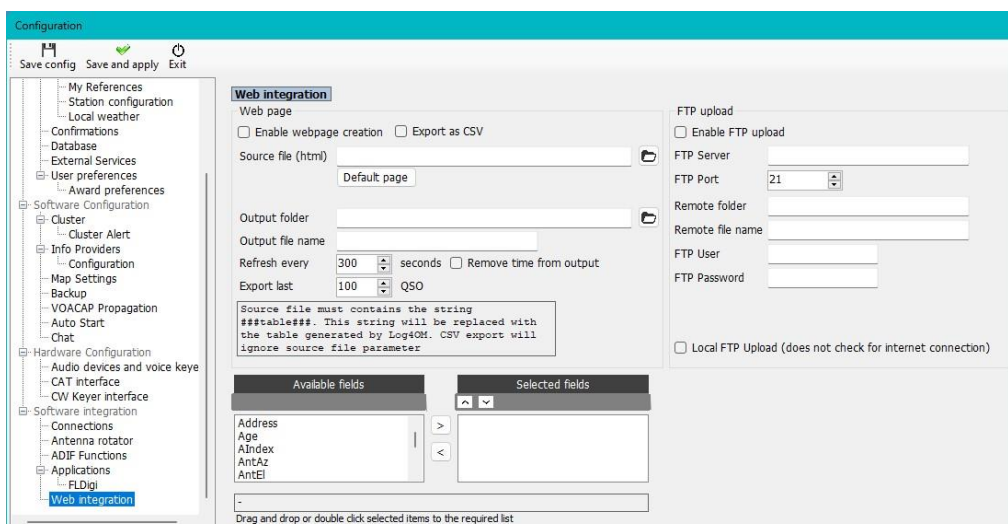 Configuration
Save config Save and apply Exit
My References
Station configuration
Local weather
Confirmations
Database
External Services
User preferences
Award preferences
Software Configuration
Cluster
Cluster Alert
Info Providers
Configuration
Map Settings
Backup
VOACAP Propagation
Auto Start
Chat
Hardware Configuration
Audio devices and voice keye
CAT interface
CW Keyer interface
Software integration
Connections
Antenna rotator
ADIF Functions
Applications
FLDigi
Web integration
Web integration
Web page
Enable webpage creation Export as CSV
Source file (html)
Default page
Output folder
Output file name
Refresh every 300 seconds Remove time from output
Export last 100 QSO
Source file must contains the string
###table###. This string will be replaced with
the table generated by Log4OM. CSV export will
ignore source file parameter
FTP upload
Enable FTP upload
FTP Server
FTP Port 21
Remote folder
Remote file name
FTP User
FTP Password
Local FTP Upload (does not check for internet connection)
Available fields
Selected fields
Address
Age
AIndex
AntAz
AntEl
>
<
-
Drag and drop or double click selected items to the required list